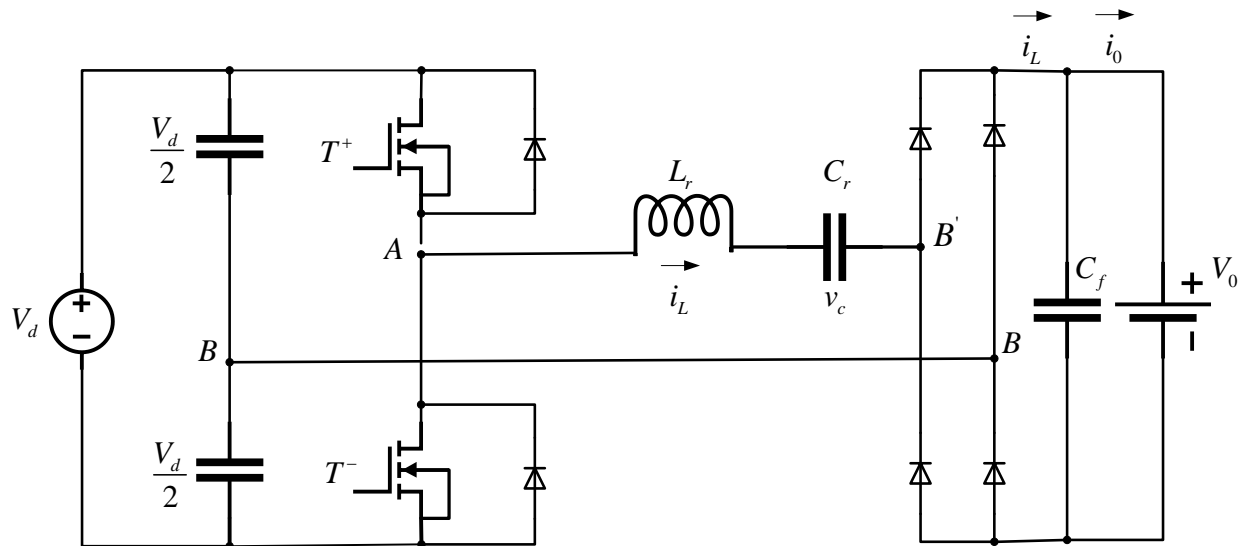 i_L i_0
V_d/2
T^+
L_r C_r
A B'
i_L v_c
C_f + V_0
-
V_d + -
B B
V_d/2
T^-